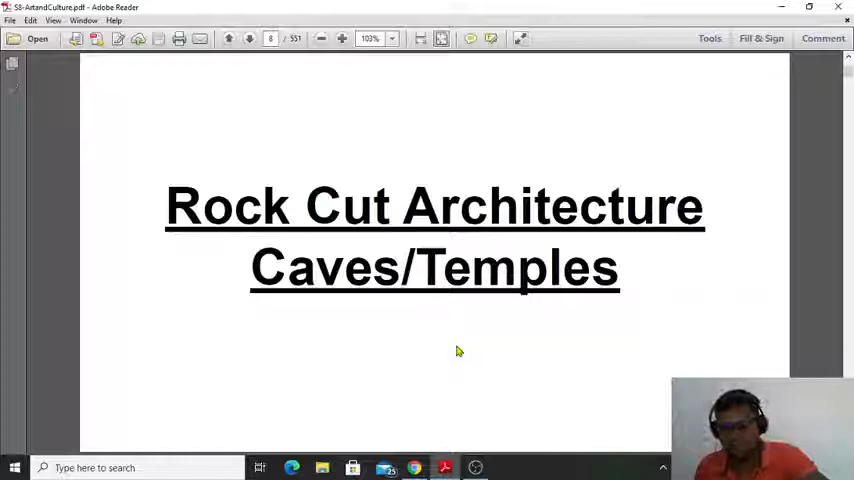 S8-ArtandCulture.pdf - Adobe Reader
File Edit View Window Help
Open 8 / 551 103% Tools Fill & Sign Comment
Rock Cut Architecture
Caves/Temples
Type here to search... 25